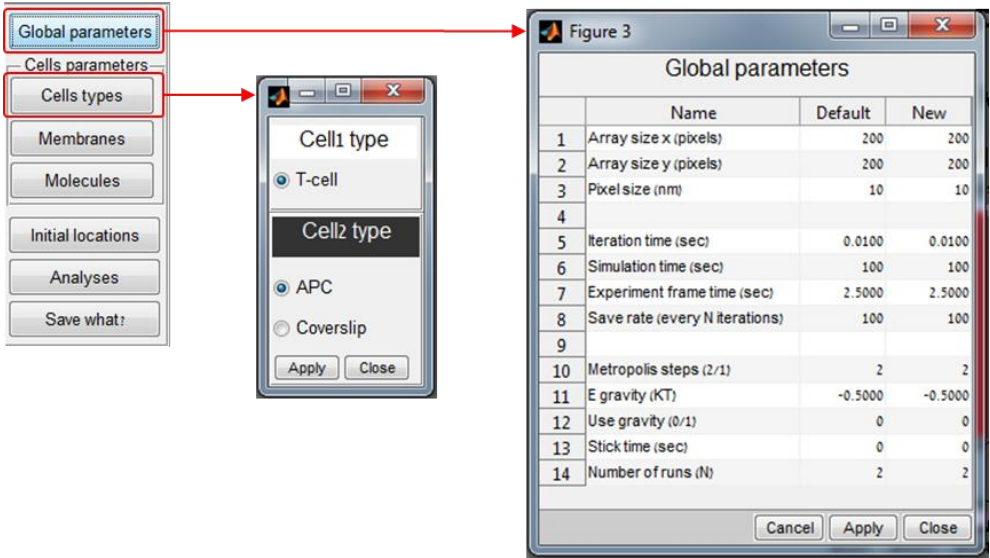 Global parameters
Cells parameters
Cells types
Membranes
Molecules
Initial locations
Analyses
Save what?
Cell1 type
T-cell
Cell2 type
APC
Coverslip
Apply Close
Figure 3
Global parameters
Name Default New
1 Array size x (pixels) 200 200
2 Array size y (pixels) 200 200
3 Pixel size (nm) 10 10
4
5 Iteration time (sec) 0.0100 0.0100
6 Simulation time (sec) 100 100
7 Experiment frame time (sec) 2.5000 2.5000
8 Save rate (every N iterations) 100 100
9
10 Metropolis steps (2/1) 2 2
11 E gravity (KT) -0.5000 -0.5000
12 Use gravity (0/1) 0 0
13 Stick time (sec) 0 0
14 Number of runs (N) 2 2
Cancel Apply Close